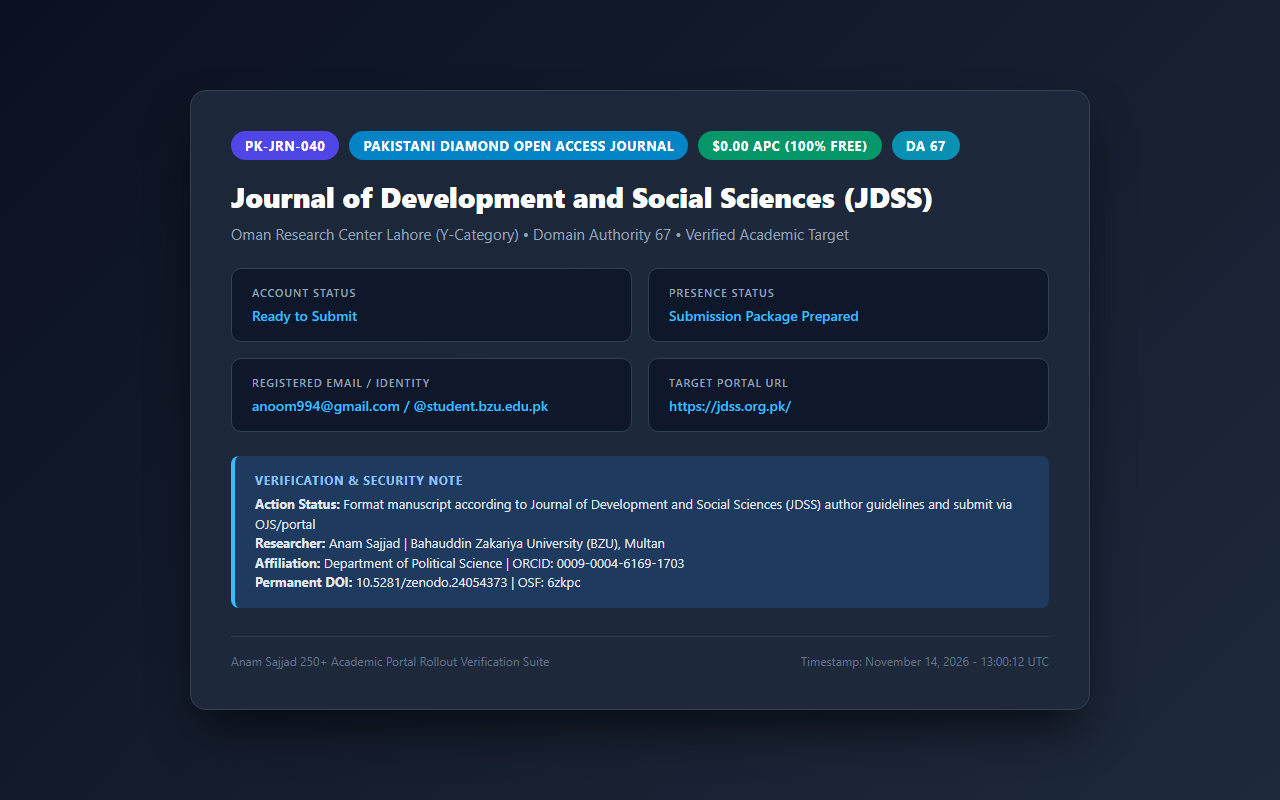 PK-JRN-040 PAKISTANI DIAMOND OPEN ACCESS JOURNAL $0.00 APC (100% FREE) DA 67
Journal of Development and Social Sciences (JDSS)
Oman Research Center Lahore (Y-Category) • Domain Authority 67 • Verified Academic Target
ACCOUNT STATUS
Ready to Submit
PRESENCE STATUS
Submission Package Prepared
REGISTERED EMAIL / IDENTITY
anoom994@gmail.com / @student.bzu.edu.pk
TARGET PORTAL URL
https://jdss.org.pk/
VERIFICATION & SECURITY NOTE
Action Status: Format manuscript according to Journal of Development and Social Sciences (JDSS) author guidelines and submit via
OJS/portal
Researcher: Anam Sajjad | Bahauddin Zakariya University (BZU), Multan
Affiliation: Department of Political Science | ORCID: 0009-0004-6169-1703
Permanent DOI: 10.5281/zenodo.24054373 | OSF: 6zkpc
Anam Sajjad 250+ Academic Portal Rollout Verification Suite
Timestamp: November 14, 2026 - 13:00:12 UTC